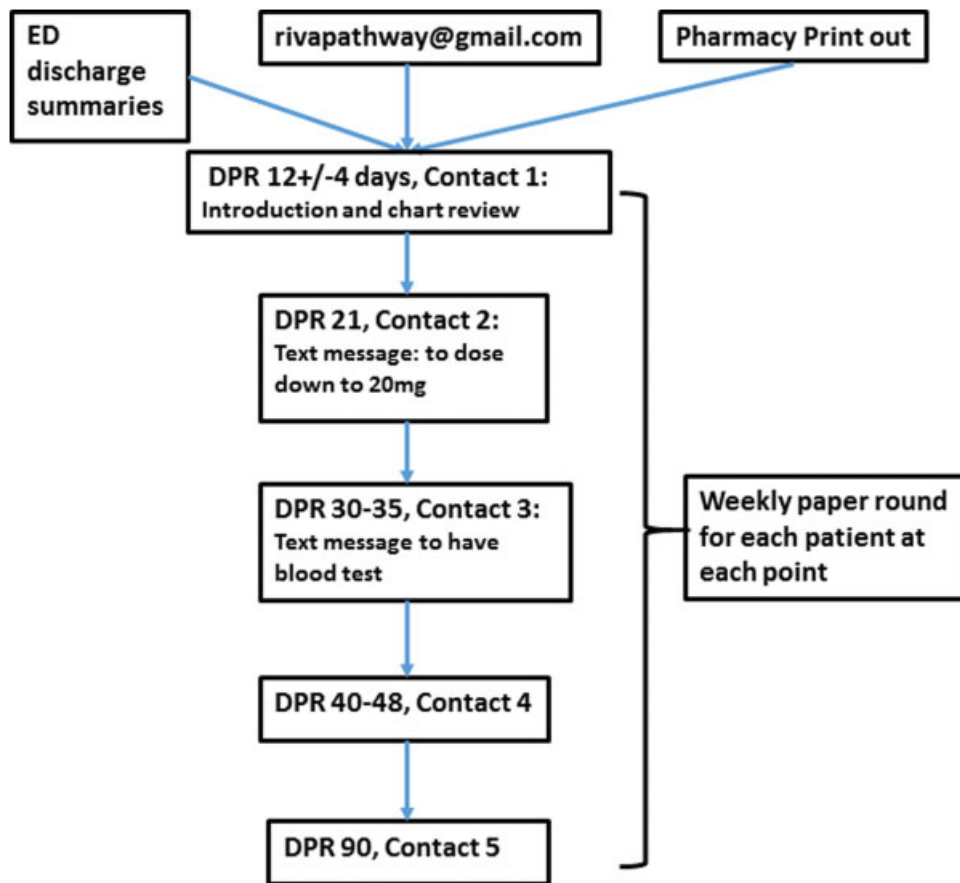 ED
discharge
summaries
rivapathway@gmail.com
Pharmacy Print out
DPR 12+/-4 days, Contact 1:
Introduction and chart review
DPR 21, Contact 2:
Text message: to dose
down to 20mg
DPR 30-35, Contact 3:
Text message to have
blood test
Weekly paper round
for each patient at
each point
DPR 40-48, Contact 4
DPR 90, Contact 5